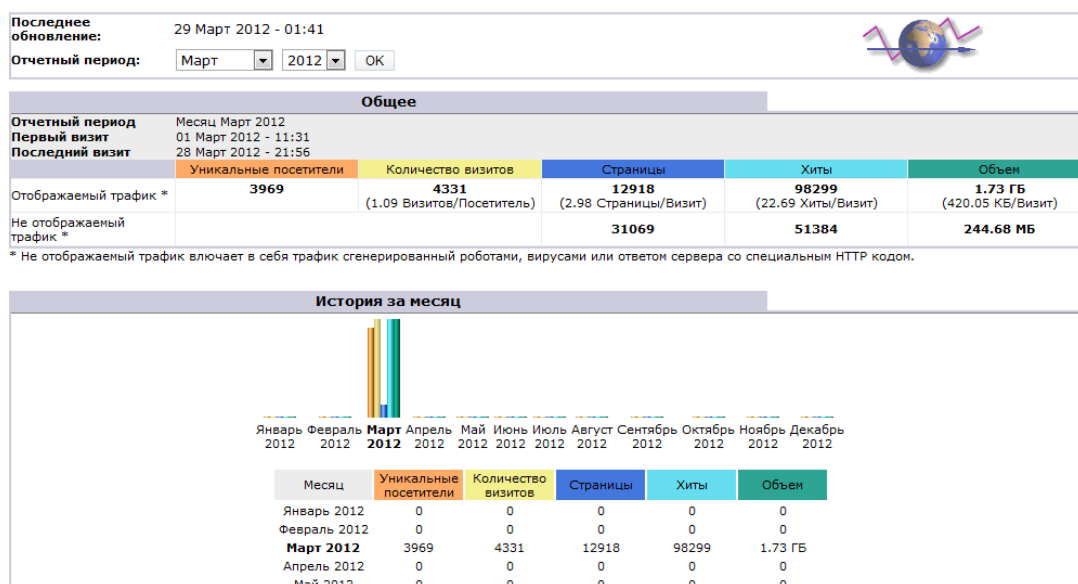 Последнее
обновление:
29 Март 2012 - 01:41
Отчетный период:
Март
2012
OK
Общее
Отчетный период Месяц Март 2012
Первый визит 01 Март 2012 - 11:31
Последний визит 28 Март 2012 - 21:56
Уникальные посетители Количество визитов Страницы Хиты Объем
Отображаемый трафик * 3969 4331 12918 98299 1.73 ГБ
(1.09 Визитов/Посетитель) (2.98 Страницы/Визит) (22.69 Хиты/Визит) (420.05 КБ/Визит)
Не отображаемый
трафик *
31069 51384 244.68 МБ
* Не отображаемый трафик влючает в себя трафик сгенерированный роботами, вирусами или ответом сервера со специальным HTTP кодом.
История за месяц
Январь Февраль Март Апрель Май Июнь Июль Август Сентябрь Октябрь Ноябрь Декабрь
2012 2012 2012 2012 2012 2012 2012 2012 2012 2012 2012 2012
Месяц Уникальные посетители Количество визитов Страницы Хиты Объем
Январь 2012 0 0 0 0 0
Февраль 2012 0 0 0 0 0
Март 2012 3969 4331 12918 98299 1.73 ГБ
Апрель 2012 0 0 0 0 0
Май 2012 0 0 0 0 0